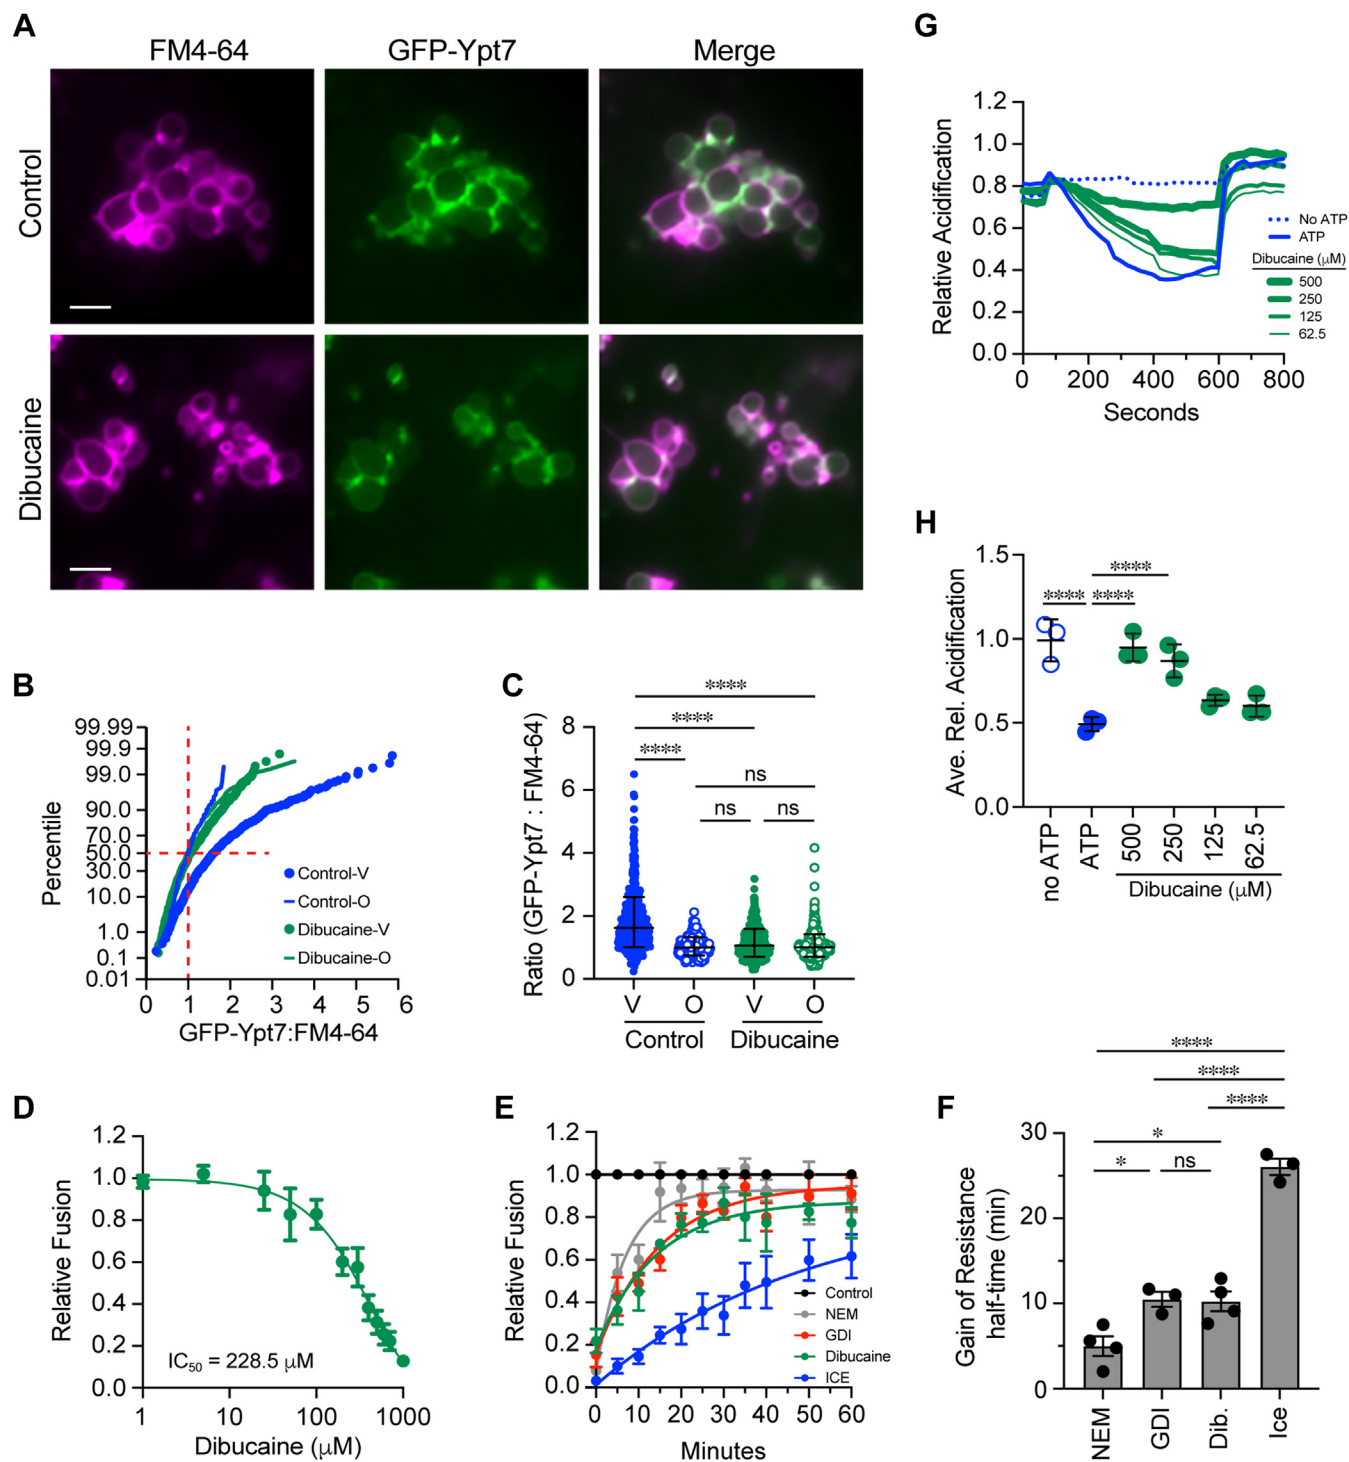 A
FM4-64
GFP-Ypt7
Merge
Control
Dibucaine
B
Percentile
99.99
99.9
99.0
90.0
70.0
50.0
30.0
10.0
1.0
0.1
0.01
Control-V
Control-O
Dibucaine-V
Dibucaine-O
0 1 2 3 4 5 6
GFP-Ypt7:FM4-64
C
Ratio (GFP-Ypt7 : FM4-64)
8
6
4
2
0
****
****
****
ns
ns ns
V O V O
Control Dibucaine
D
Relative Fusion
1.2
1.0
0.8
0.6
0.4
0.2
0.0
IC50 = 228.5 μM
1 10 100 1000
Dibucaine (μM)
E
Relative Fusion
1.2
1.0
0.8
0.6
0.4
0.2
0.0
Control
NEM
GDI
Dibucaine
ICE
0 10 20 30 40 50 60
Minutes
F
Gain of Resistance
half-time (min)
****
****
****
*
* ns
30
20
10
0
NEM GDI Dib. Ice
G
Relative Acidification
1.2
1.0
0.8
0.6
0.4
0.2
0.0
No ATP
ATP
Dibucaine (μM)
500
250
125
62.5
0 200 400 600 800
Seconds
H
Ave. Rel. Acidification
1.5
1.0
0.5
0.0
****
**** ****
no ATP ATP 500 250 125 62.5
Dibucaine (μM)